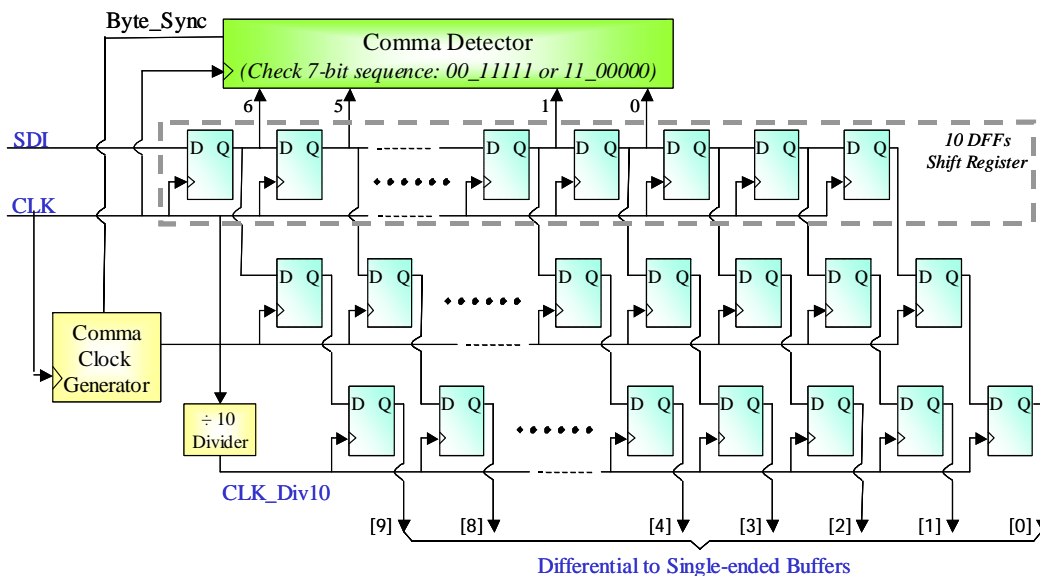 Byte_Sync
Comma Detector
(Check 7-bit sequence: 00_11111 or 11_00000)
6
5
1
0
SDI
D Q
D Q
D Q
D Q
D Q
D Q
D Q
10 DFFs
Shift Register
CLK
D Q
D Q
D Q
D Q
D Q
D Q
D Q
Comma
Clock
Generator
D Q
D Q
D Q
D Q
D Q
D Q
D Q
÷ 10
Divider
CLK_Div10
[9]
[8]
[4]
[3]
[2]
[1]
[0]
Differential to Single-ended Buffers